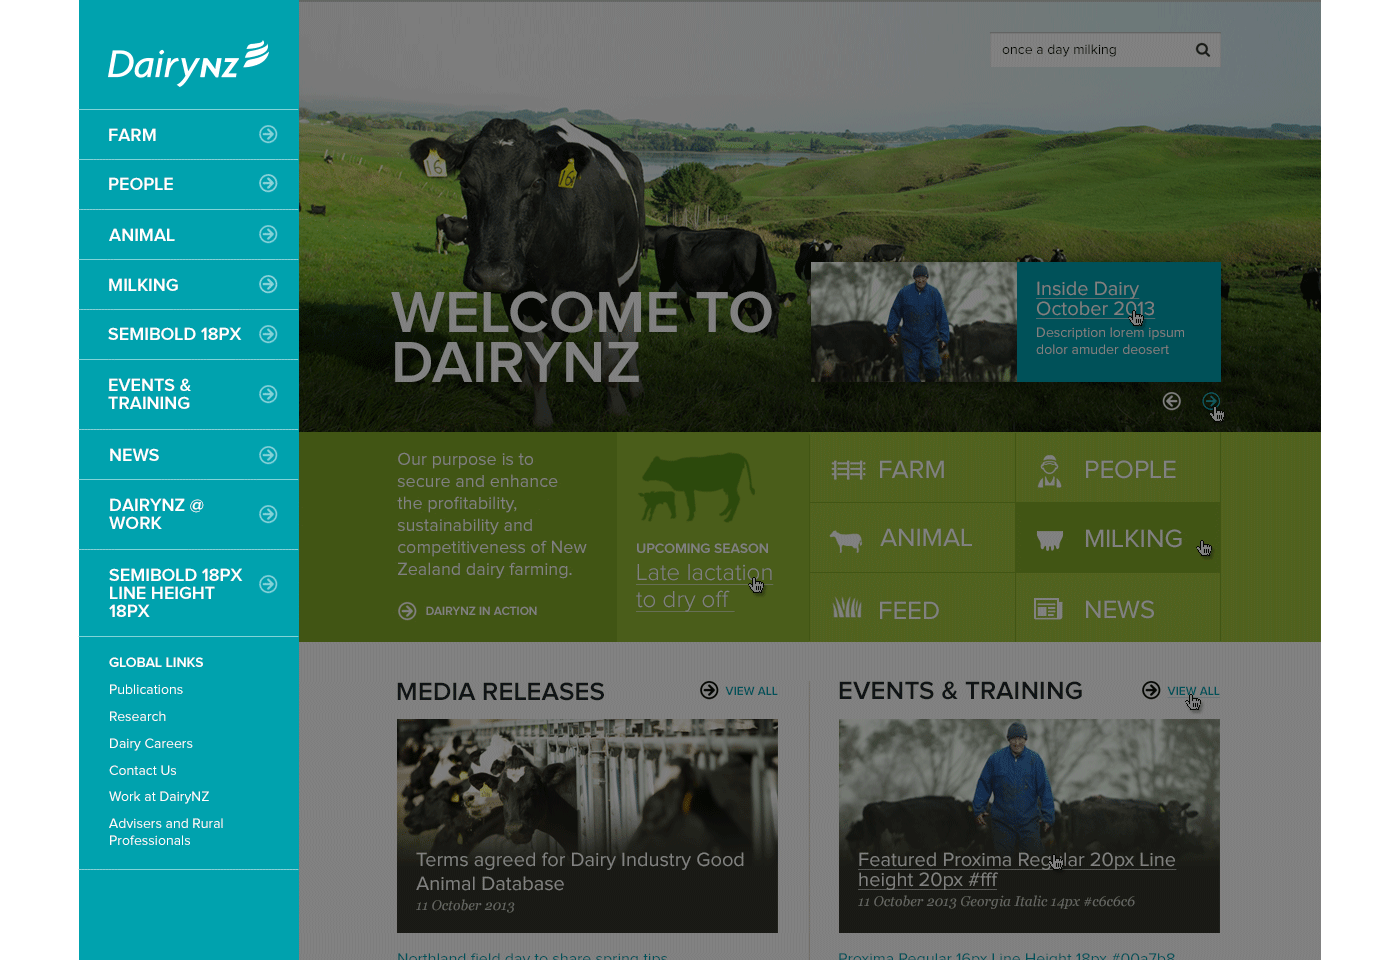 DairyNZ
FARM
PEOPLE
ANIMAL
MILKING
SEMIBOLD 18PX
EVENTS &
TRAINING
NEWS
DAIRYNZ @
WORK
SEMIBOLD 18PX
LINE HEIGHT
18PX
GLOBAL LINKS
Publications
Research
Dairy Careers
Contact Us
Work at DairyNZ
Advisers and Rural
Professionals
once a day milking
6
16
WELCOME TO
DAIRYNZ
Inside Dairy
October 2013
Description lorem ipsum
dolor amuder deosert
Our purpose is to
secure and enhance
the profitability,
sustainability and
competitiveness of New
Zealand dairy farming.
DAIRYNZ IN ACTION
UPCOMING SEASON
Late lactation
to dry off
FARM
PEOPLE
ANIMAL
MILKING
FEED
NEWS
MEDIA RELEASES
VIEW ALL
Terms agreed for Dairy Industry Good
Animal Database
11 October 2013
Northland field day to share spring tips
EVENTS & TRAINING
VIEW ALL
Featured Proxima Regular 20px Line
height 20px #fff
11 October 2013 Georgia Italic 14px #c6c6c6
Proxima Regular 16px Line Height 18px #00a7b8